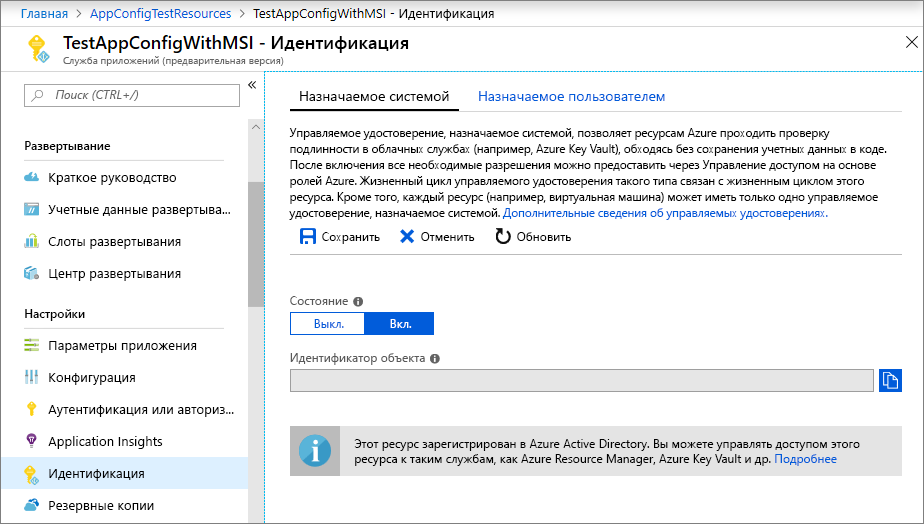 Главная > AppConfigTestResources > TestAppConfigWithMSI - Идентификация
TestAppConfigWithMSI - Идентификация
Служба приложений (предварительная версия)
Поиск (CTRL+/)
Развертывание
Краткое руководство
Учетные данные развертыва...
Слоты развертывания
Центр развертывания
Настройки
Параметры приложения
Конфигурация
Аутентификация или авториз...
Application Insights
Идентификация
Резервные копии
Назначаемое системой Назначаемое пользователем
Управляемое удостоверение, назначаемое системой, позволяет ресурсам Azure проходить проверку
подлинности в облачных службах (например, Azure Key Vault), обходясь без сохранения учетных данных в коде.
После включения все необходимые разрешения можно предоставить через Управление доступом на основе
ролей Azure. Жизненный цикл управляемого удостоверения такого типа связан с жизненным циклом этого
ресурса. Кроме того, каждый ресурс (например, виртуальная машина) может иметь только одно управляемое
удостоверение, назначаемое системой. Дополнительные сведения об управляемых удостоверениях.
Сохранить Отменить Обновить
Состояние
Выкл. Вкл.
Идентификатор объекта
Этот ресурс зарегистрирован в Azure Active Directory. Вы можете управлять доступом этого
ресурса к таким службам, как Azure Resource Manager, Azure Key Vault и др. Подробнее